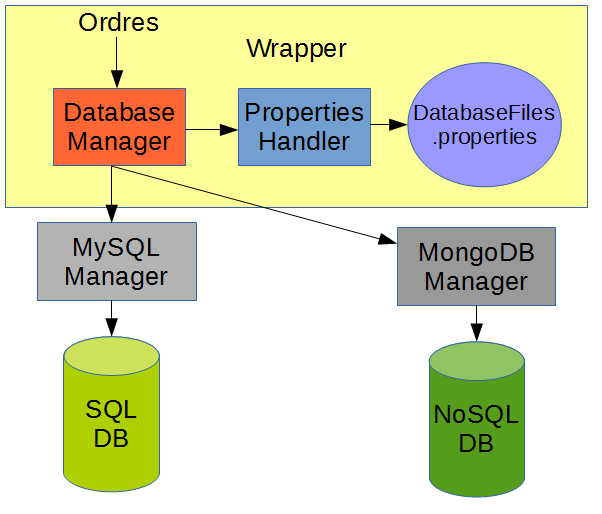 Ordres
Wrapper
Database
Manager
Properties
Handler
DatabaseFiles
.properties
MySQL
Manager
MongoDB
Manager
SQL
DB
NoSQL
DB